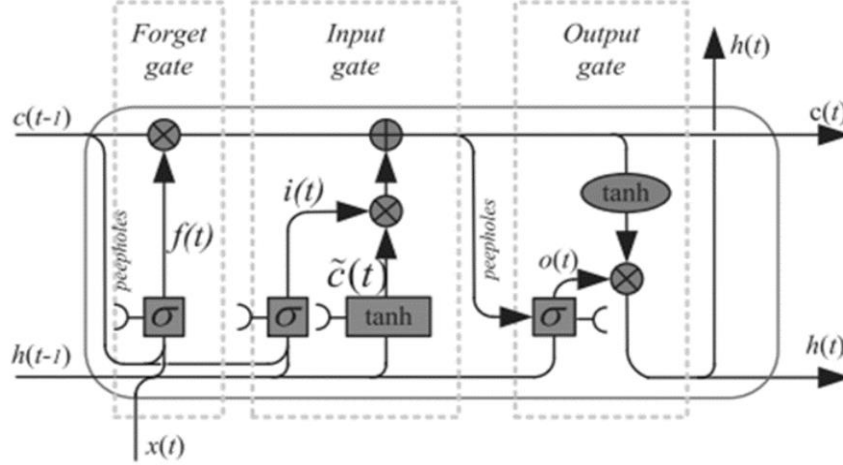 Forget
gate
Input
gate
Output
gate
h(t)
c(t-1)
c(t)
peepholes
f(t)
i(t)
c̃(t)
peepholes
tanh
o(t)
σ
σ
tanh
σ
h(t-1)
h(t)
x(t)